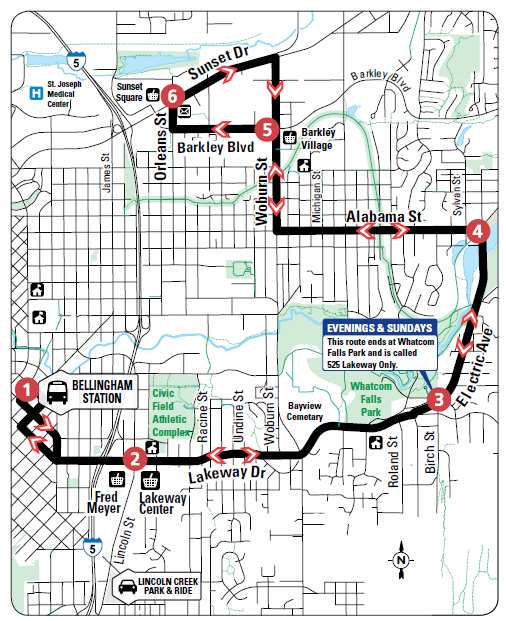 5
Sunset Dr
Barkley Blvd
H St. Joseph
Medical
Center
Sunset
Square
6
Orleans St
5
Barkley
Village
Barkley Blvd
James St
Woburn St
Michigan St
Sylvan St
Alabama St
4
EVENINGS & SUNDAYS
This route ends at Whatcom
Falls Park and is called
525 Lakeway Only.
Electric Ave
1
BELLINGHAM
STATION
Civic
Field
Athletic
Complex
Racine St
Undine St
Woburn St
Bayview
Cemetery
Whatcom
Falls
Park
3
2
Roland St
Birch St
Lakeway Dr
Fred
Meyer
Lakeway
Center
Lincoln St
5
N
LINCOLN CREEK
PARK & RIDE